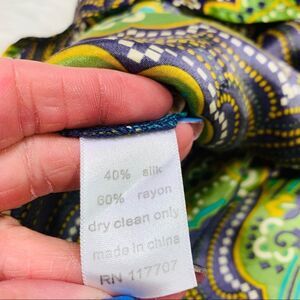 40% silk
60% rayon
dry clean only
made in china
RN 117707